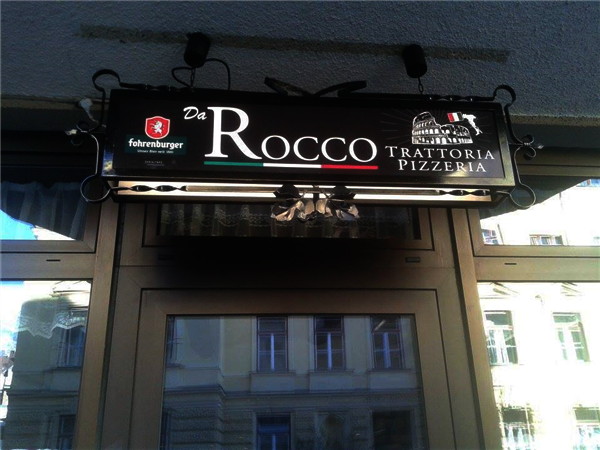 Da
ROCCO
TRATTORIA
PIZZERIA
fohrenburger